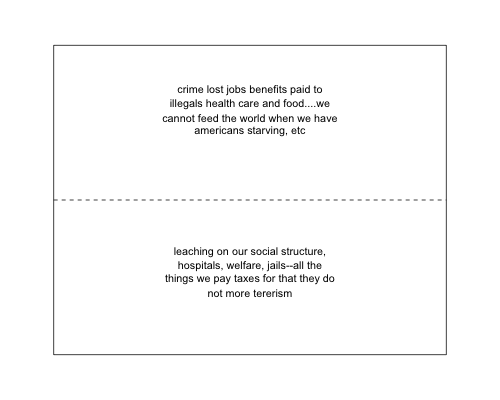 crime lost jobs benefits paid to
illegals health care and food....we
cannot feed the world when we have
americans starving, etc
leaching on our social structure,
hospitals, welfare, jails--all the
things we pay taxes for that they do
not more tererism